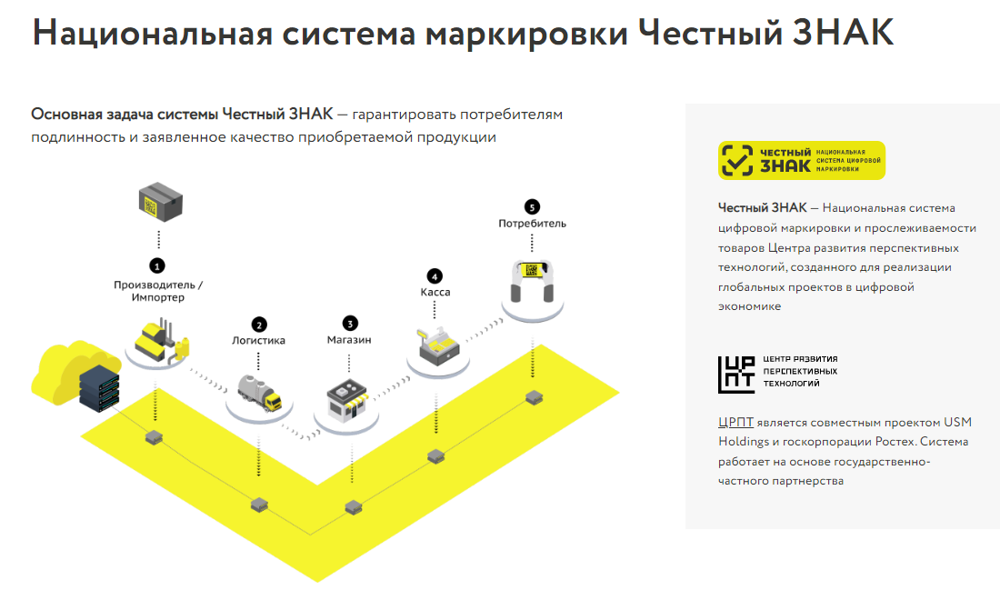 Национальная система маркировки Честный ЗНАК
Основная задача системы Честный ЗНАК — гарантировать потребителям
подлинность и заявленное качество приобретаемой продукции
1
Производитель /
Импортер
2
Логистика
3
Магазин
4
Касса
5
Потребитель
ЧЕСТНЫЙ
ЗНАК
НАЦИОНАЛЬНАЯ
СИСТЕМА ЦИФРОВОЙ
МАРКИРОВКИ
Честный ЗНАК — Национальная система
цифровой маркировки и прослеживаемости
товаров Центра развития перспективных
технологий, созданного для реализации
глобальных проектов в цифровой
экономике
ЦРПТ
ЦЕНТР РАЗВИТИЯ
ПЕРСПЕКТИВНЫХ
ТЕХНОЛОГИЙ
ЦРПТ является совместным проектом USM
Holdings и госкорпорации Ростех. Система
работает на основе государственно-
частного партнерства